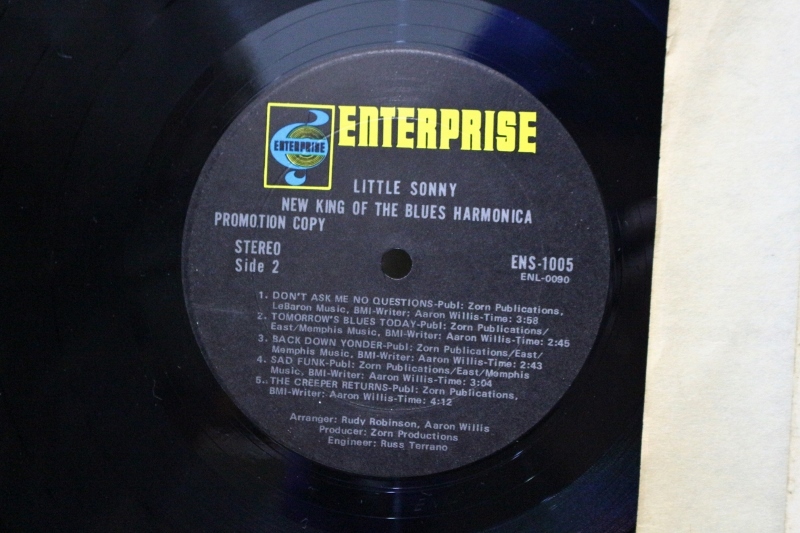 ENTERPRISE
ENTERPRISE
LITTLE SONNY
NEW KING OF THE BLUES HARMONICA
PROMOTION COPY
STEREO
Side 2
ENS-1005
ENL-0090
1. DON'T ASK ME NO QUESTIONS-Publ: Zorn Publications,
LeBaron Music, BMI-Writer: Aaron Willis-Time: 3:58
2. TOMORROW'S BLUES TODAY-Publ: Zorn Publications/
East/Memphis Music, BMI-Writer: Aaron Willis-Time: 2:45
3. BACK DOWN YONDER-Publ: Zorn Publications/East/
Memphis Music, BMI-Writer: Aaron Willis-Time: 2:43
4. SAD FUNK-Publ: Zorn Publications/East/Memphis
Music, BMI-Writer: Aaron Willis-Time: 3:04
5. THE CREEPER RETURNS-Publ: Zorn Publications,
BMI-Writer: Aaron Willis-Time: 4:12
Arranger: Rudy Robinson, Aaron Willis
Producer: Zorn Productions
Engineer: Russ Terrano